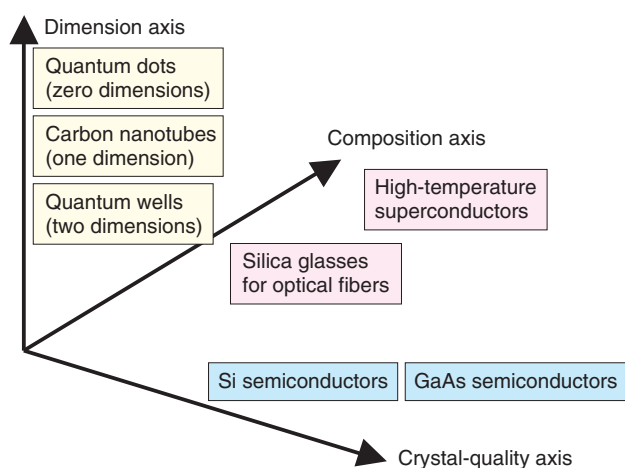 Dimension axis
Quantum dots
(zero dimensions)
Carbon nanotubes
(one dimension)
Quantum wells
(two dimensions)
Composition axis
High-temperature
superconductors
Silica glasses
for optical fibers
Si semiconductors
GaAs semiconductors
Crystal-quality axis